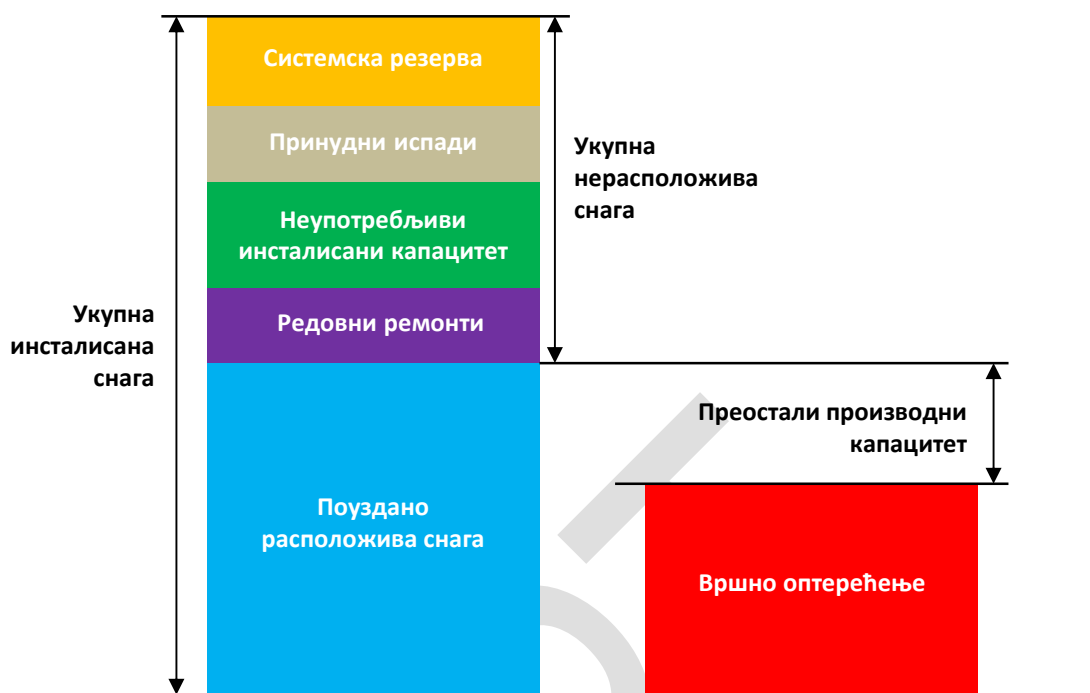 Системска резерва
Принудни испади
Укупна
нерасположива
снага
Неупотребљиви
инсталисани капацитет
Укупна
инсталисана
снага
Редовни ремонти
Преостали производни
капацитет
Поуздано
расположива снага
Вршно оптерећење